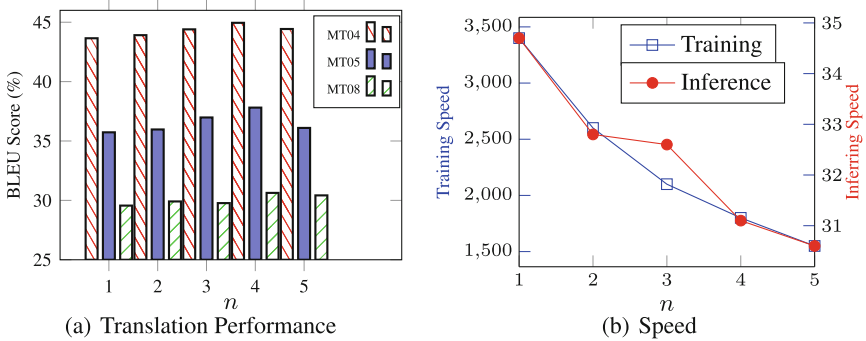 BLEU Score (%)
45
40
35
30
25
MT04
MT05
MT08
1 2 3 4 5
n
(a) Translation Performance
Training Speed
3,500
3,000
2,500
2,000
1,500
Training
Inference
35
34
33
32
31
Inferring Speed
1 2 3 4 5
n
(b) Speed